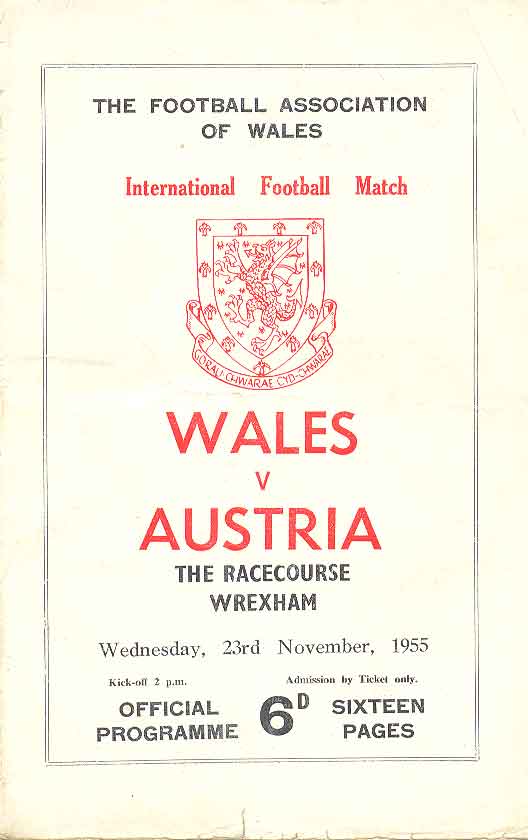 THE FOOTBALL ASSOCIATION
OF WALES
International Football Match
GORAU CHWARAE CYD-CHWARAE
WALES
V
AUSTRIA
THE RACECOURSE
WREXHAM
Wednesday, 23rd November, 1955
Kick-off 2 p.m.
Admission by Ticket only.
OFFICIAL
PROGRAMME
6D
SIXTEEN
PAGES